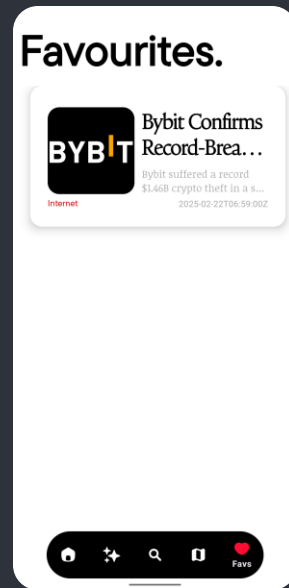 Favourites.
BYBIT
Bybit Confirms
Record-Brea...
Bybit suffered a record
$1.46B crypto theft in a s...
Internet
2025-02-22T06:59:00Z
Favs